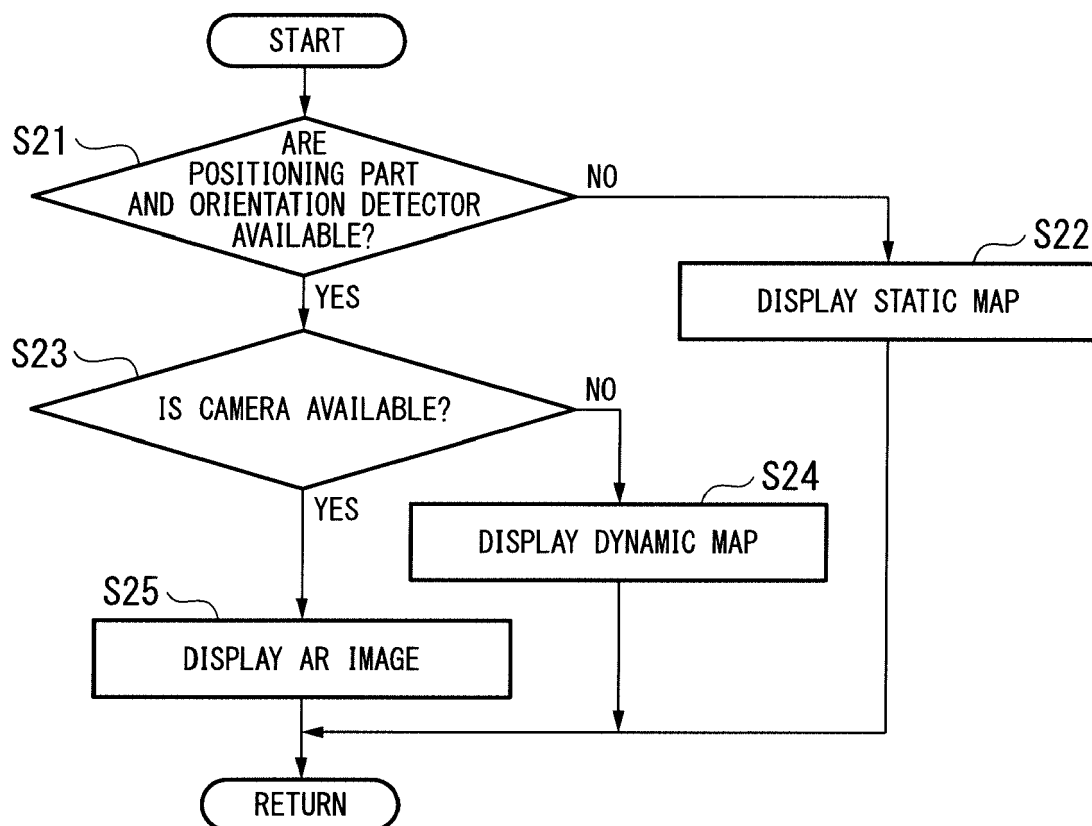 START
S21
ARE
POSITIONING PART
AND ORIENTATION DETECTOR
AVAILABLE?
NO
YES
S22
DISPLAY STATIC MAP
S23
IS CAMERA AVAILABLE?
NO
YES
S24
DISPLAY DYNAMIC MAP
S25
DISPLAY AR IMAGE
RETURN